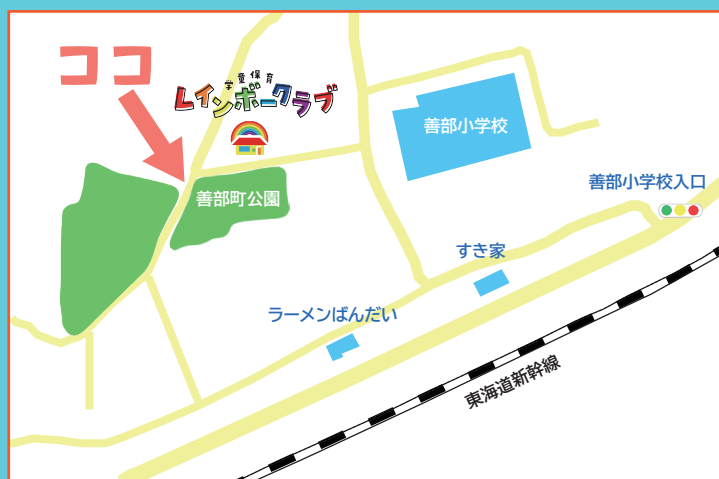 ココ
学童保育
レインボークラブ
善部小学校
善部小学校入口
善部町公園
すき家
ラーメンばんだい
東海道新幹線